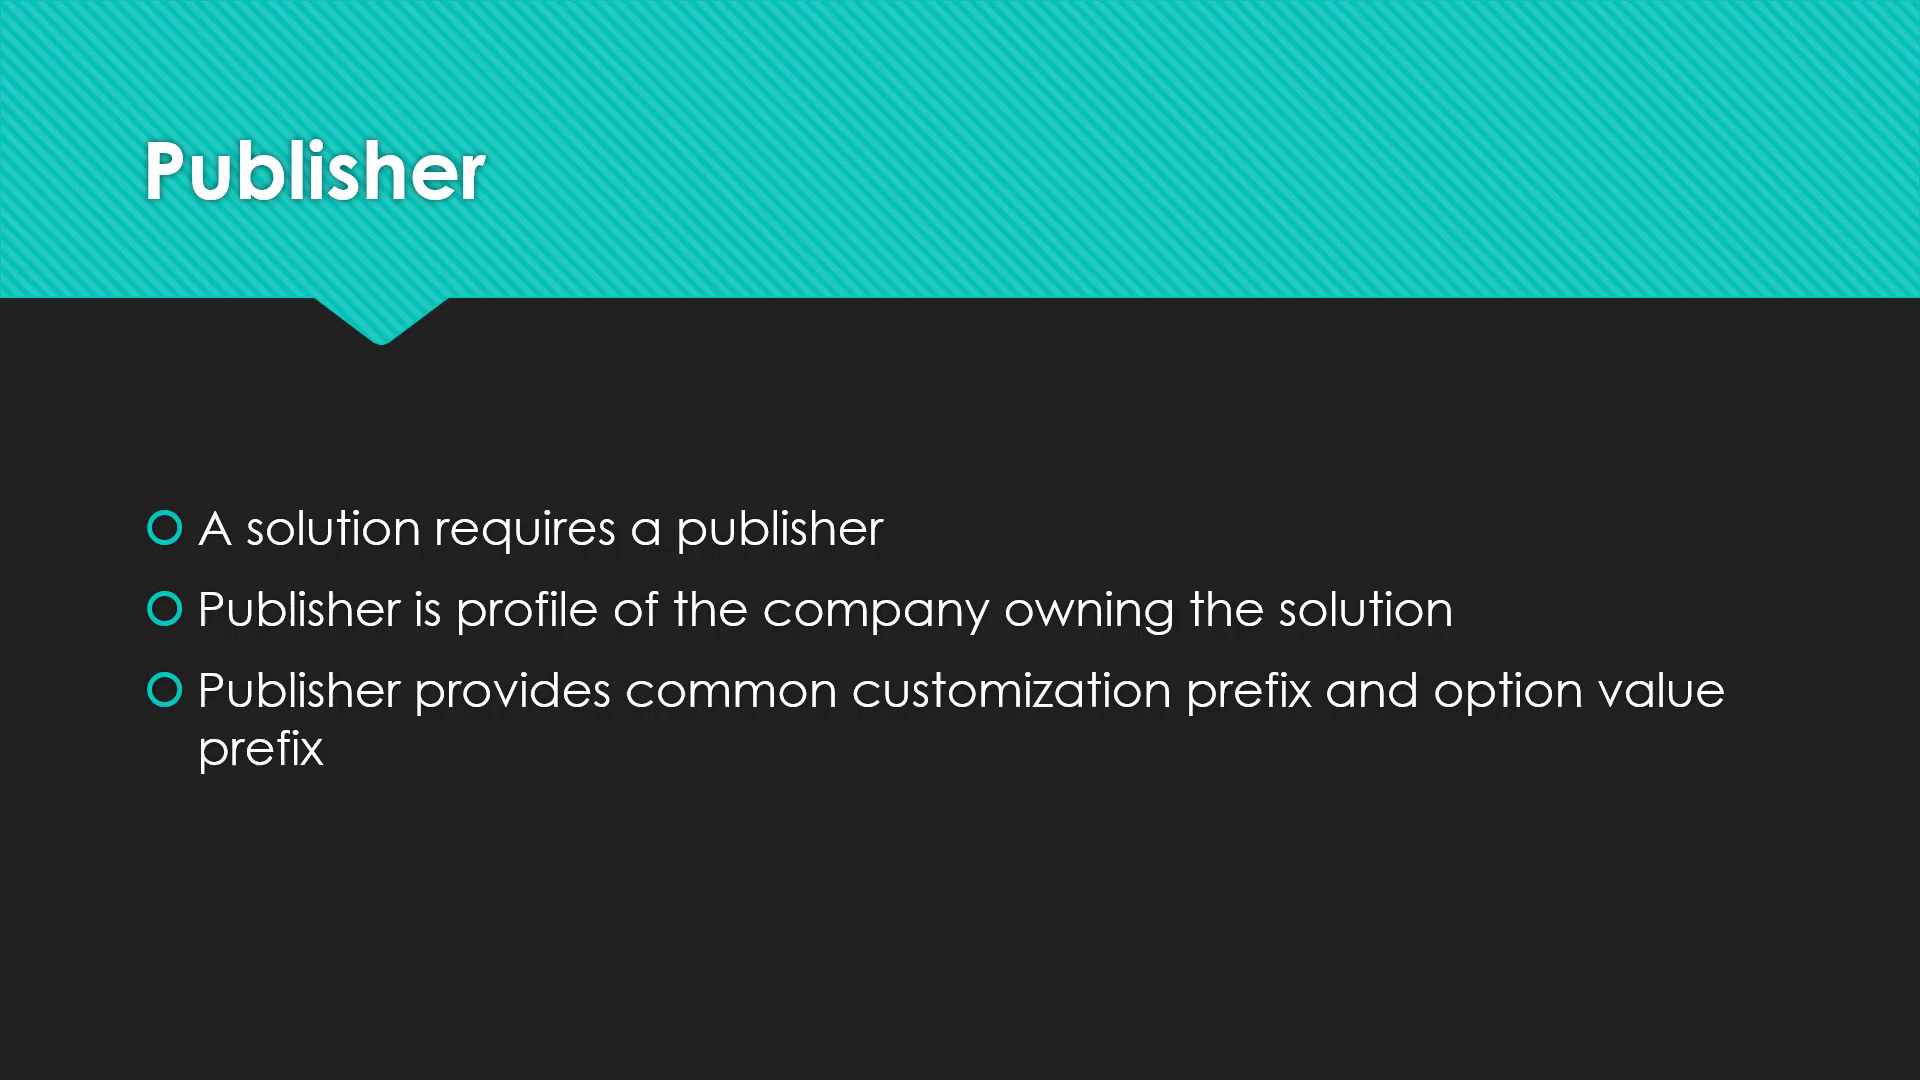 Publisher
A solution requires a publisher
Publisher is profile of the company owning the solution
Publisher provides common customization prefix and option value
prefix